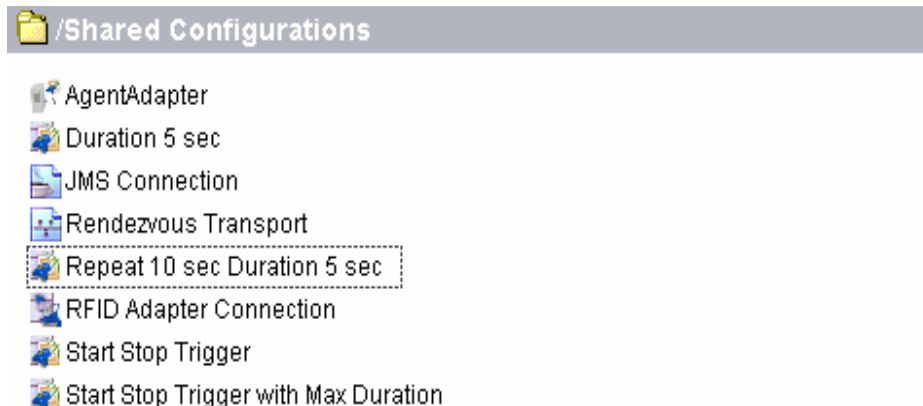 /Shared Configurations
AgentAdapter
Duration 5 sec
JMS Connection
Rendezvous Transport
Repeat 10 sec Duration 5 sec
RFID Adapter Connection
Start Stop Trigger
Start Stop Trigger with Max Duration